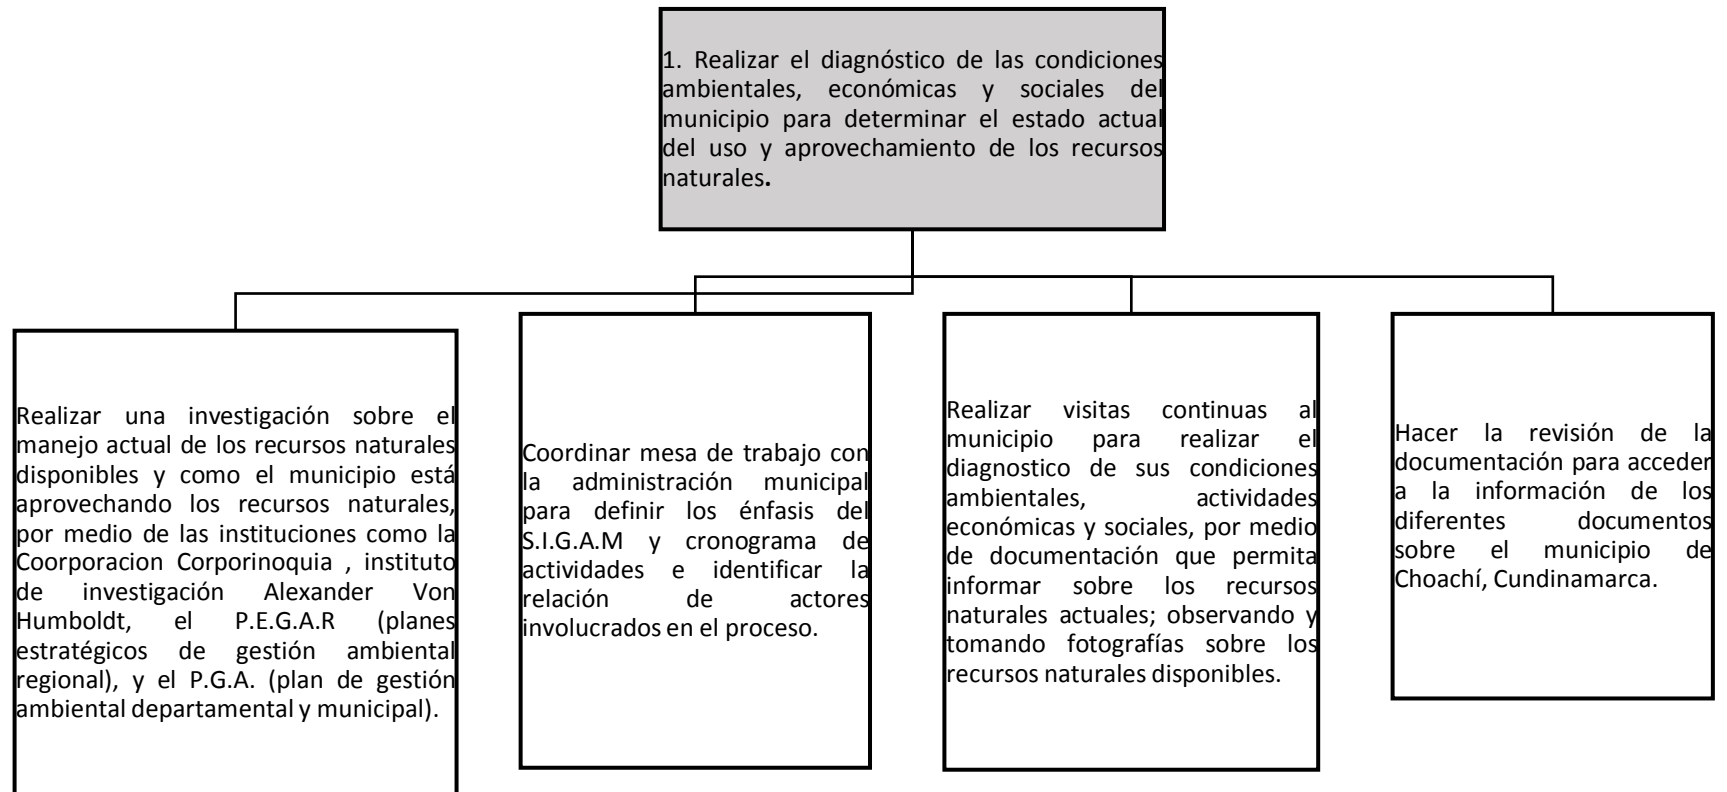 1. Realizar el diagnóstico de las condiciones
ambientales, económicas y sociales del
municipio para determinar el estado actual
del uso y aprovechamiento de los recursos
naturales.
Realizar una investigación sobre el
manejo actual de los recursos naturales
disponibles y como el municipio está
aprovechando los recursos naturales,
por medio de las instituciones como la
Coorporacion Corporinoquia , instituto
de investigación Alexander Von
Humboldt, el P.E.G.A.R (planes
estratégicos de gestión ambiental
regional), y el P.G.A. (plan de gestión
ambiental departamental y municipal).
Coordinar mesa de trabajo con
la administración municipal
para definir los énfasis del
S.I.G.A.M y cronograma de
actividades e identificar la
relación de actores
involucrados en el proceso.
Realizar visitas continuas al
municipio para realizar el
diagnostico de sus condiciones
ambientales, actividades
económicas y sociales, por medio
de documentación que permita
informar sobre los recursos
naturales actuales; observando y
tomando fotografías sobre los
recursos naturales disponibles.
Hacer la revisión de la
documentación para acceder
a la información de los
diferentes documentos
sobre el municipio de
Choachí, Cundinamarca.